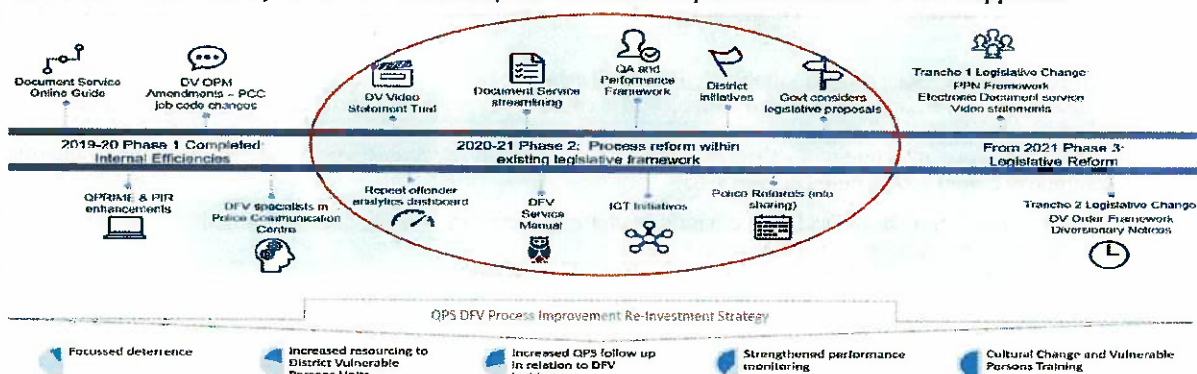 Document Service
Online Guide
DV OPM
Amendments – PCC
job code changes
DV Video
Statement Trial
Document Service
streamlining
QA and
Performance
Framework
District
initiatives
Govt considers
legislative proposals
Tranche 1 Legislative Change:
PPN Framework
Electronic Document service
Video statements
2019-20 Phase 1 Completed:
Internal Efficiencies
2020-21 Phase 2: Process reform within
existing legislative framework
From 2021 Phase 3:
Legislative Reform
QPRIME & PIR
enhancements
DFV specialists in
Police Communication
Centre
Repeat offender
analytics dashboard
DFV
Service
Manual
ICT Initiatives
Police Referrals (info
sharing)
Tranche 2 Legislative Change:
DV Order Framework
Diversionary Notices
QPS DFV Process Improvement Re-Investment Strategy
Focussed deterrence
Increased resourcing to
District Vulnerable
Persons Units
Increased QPS follow up
in relation to DFV
Strengthened performance
monitoring
Cultural Change and Vulnerable
Persons Training